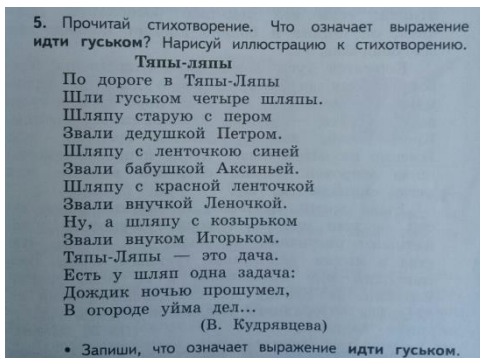 5. Прочитай стихотворение. Что означает выражение
идти гуськом? Нарисуй иллюстрацию к стихотворению.
Тяпы-ляпы
По дороге в Тяпы-Ляпы
Шли гуськом четыре шляпы.
Шляпу старую с пером
Звали дедушкой Петром.
Шляпу с ленточкою синей
Звали бабушкой Аксиньей.
Шляпу с красной ленточкой
Звали внучкой Леночкой.
Ну, а шляпу с козырьком
Звали внуком Игорьком.
Тяпы-Ляпы — это дача.
Есть у шляп одна задача:
Дождик ночью прошумел,
В огороде уйма дел...
(В. Кудрявцева)
• Запиши, что означает выражение идти гуськом.